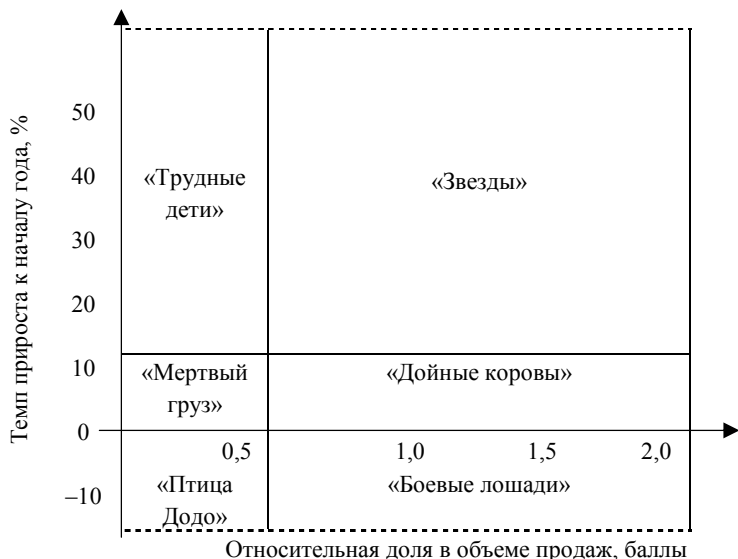 Темп прироста к началу года, %
50
40
30
20
10
0
–10
«Трудные
дети»
«Звезды»
«Мертвый
груз»
«Дойные коровы»
0,5
1,0
1,5
2,0
«Птица
Додо»
«Боевые лошади»
Относительная доля в объеме продаж, баллы